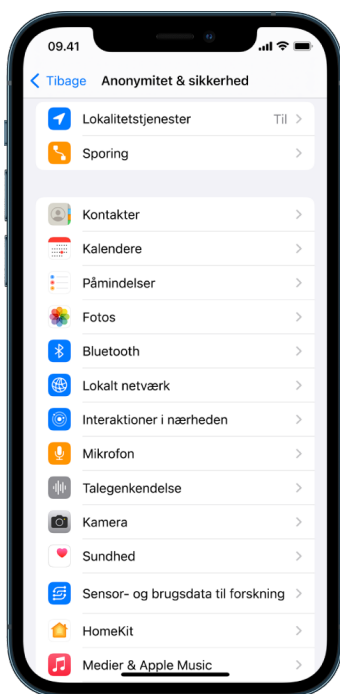 09.41
Tilbage Anonymitet & sikkerhed
Lokalitetstjenester Til
Sporing
Kontakter
Kalendere
Påmindelser
Fotos
Bluetooth
Lokalt netværk
Interaktioner i nærheden
Mikrofon
Talegenkendelse
Kamera
Sundhed
Sensor- og brugsdata til forskning
HomeKit
Medier & Apple Music